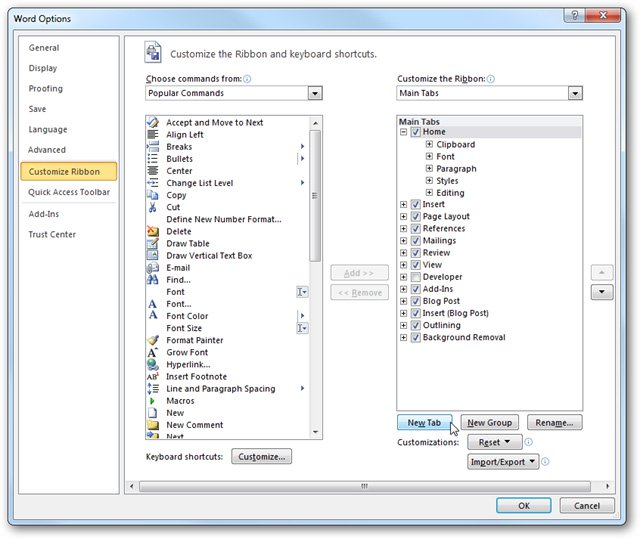 Word Options
General
Display
Proofing
Save
Language
Advanced
Customize Ribbon
Quick Access Toolbar
Add-Ins
Trust Center
Customize the Ribbon and keyboard shortcuts.
Choose commands from:
Popular Commands
Accept and Move to Next
Align Left
Breaks
Bullets
Center
Change List Level
Copy
Cut
Define New Number Format...
Delete
Draw Table
Draw Vertical Text Box
E-mail
Find...
Font
Font...
Font Color
Font Size
Format Painter
Grow Font
Hyperlink...
Insert Footnote
Line and Paragraph Spacing
Macros
New
New Comment
Next
Keyboard shortcuts: Customize...
Add >>
<< Remove
Customize the Ribbon:
Main Tabs
Main Tabs
Home
Clipboard
Font
Paragraph
Styles
Editing
Insert
Page Layout
References
Mailings
Review
View
Developer
Add-Ins
Blog Post
Insert (Blog Post)
Outlining
Background Removal
New Tab New Group Rename...
Customizations: Reset
Import/Export
OK Cancel